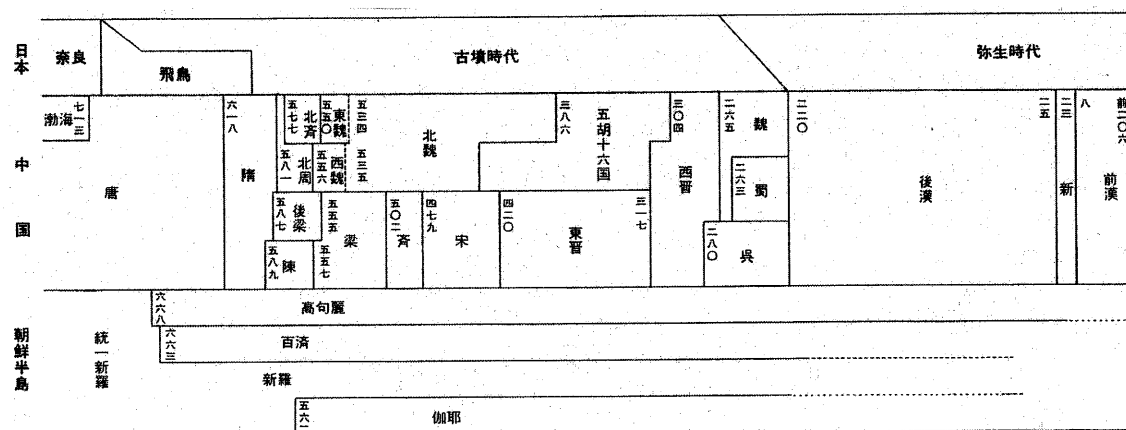 日本
弥生時代
古墳時代
飛鳥
奈良
中国
前二〇六
前漢
八
二三
新
二五
後漢
二二〇
魏
二六五
蜀
二六三
呉
二八〇
西晋
三〇四
三一七
五胡十六国
三八六
東晋
四二〇
北魏
五三四
五三五
宋
四七九
斉
五〇二
梁
五五五
五五七
東魏
五五〇
西魏
五五六
北斉
五七七
北周
五八一
後梁
五八七
陳
五八九
隋
六一八
唐
渤海
七一三
朝鮮半島
高句麗
六六八
百済
六六三
新羅
伽耶
五六
統一新羅